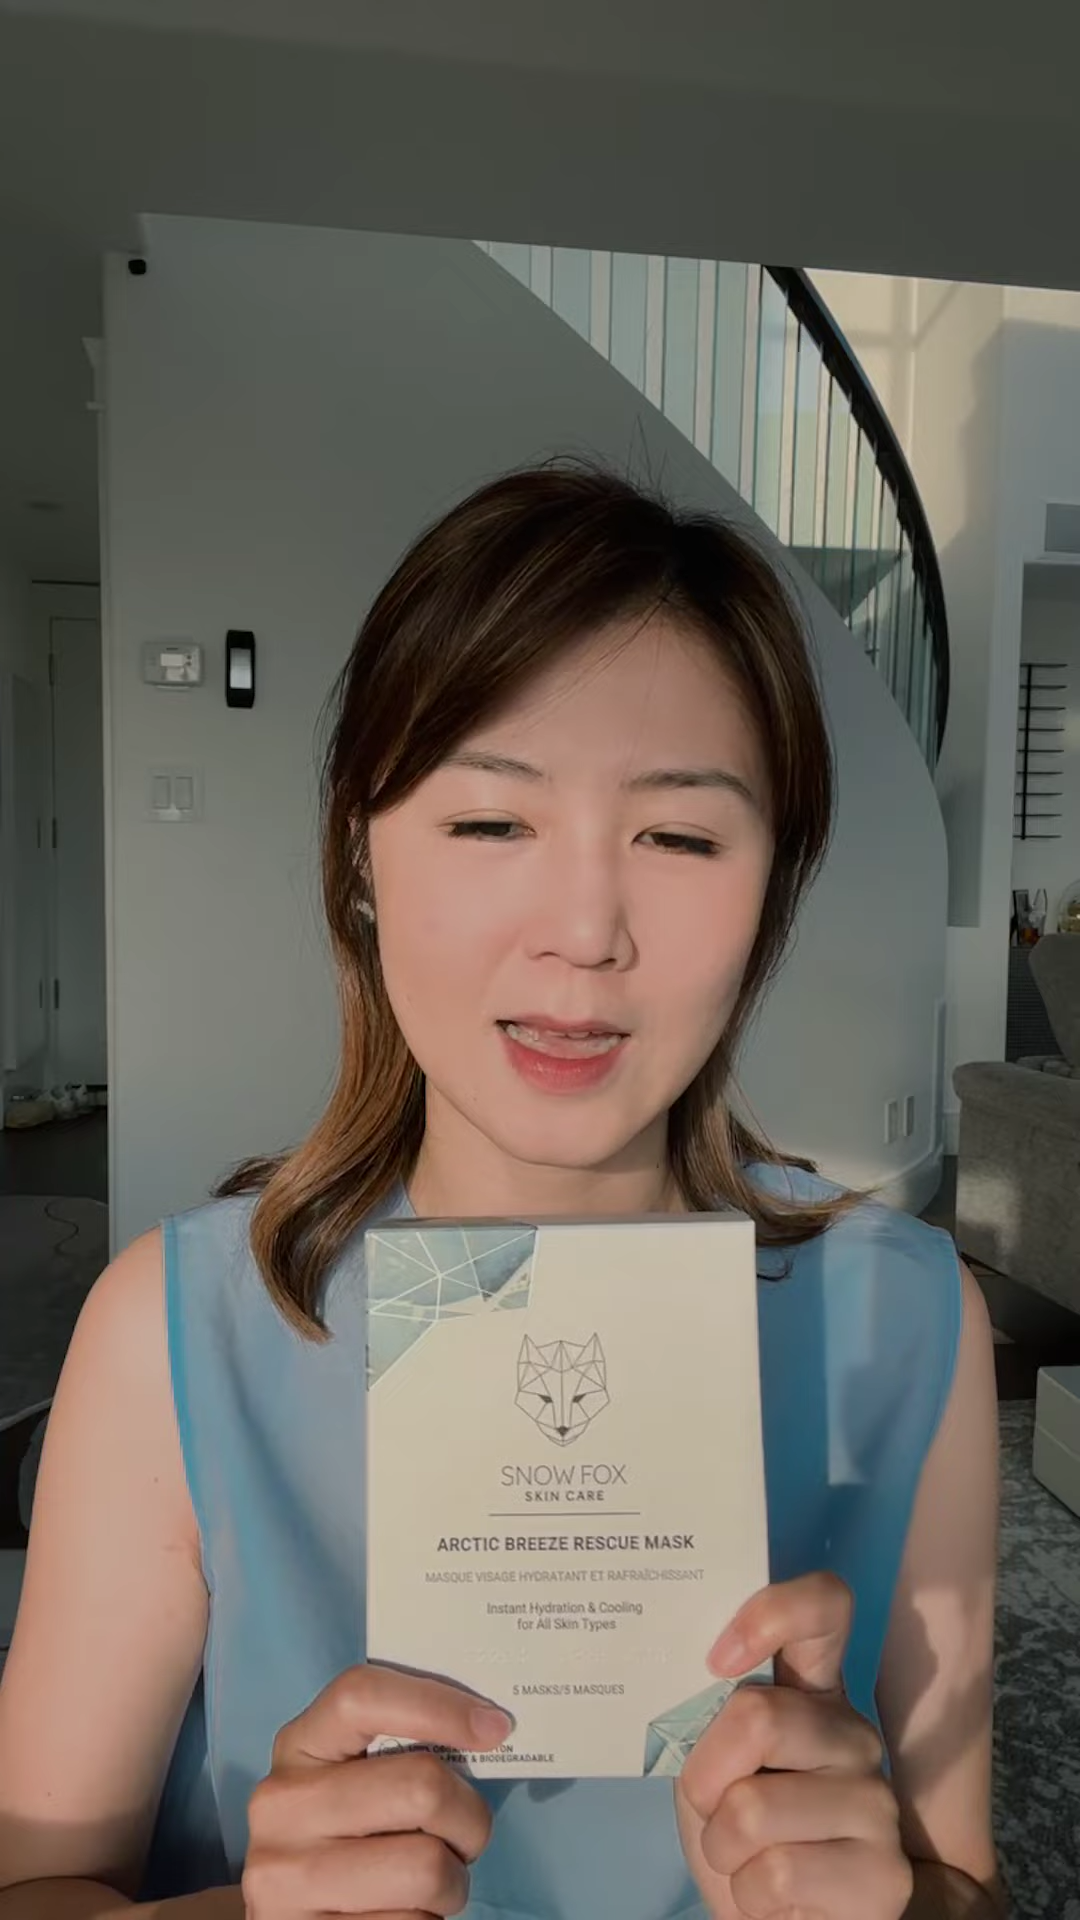 SNOW FOX
SKIN CARE
ARCTIC BREEZE RESCUE MASK
MASQUE VISAGE HYDRATANT ET RAFRAÎCHISSANT
Instant Hydration & Cooling
for All Skin Types
5 MASKS/5 MASQUES
FREE & BIODEGRADABLE